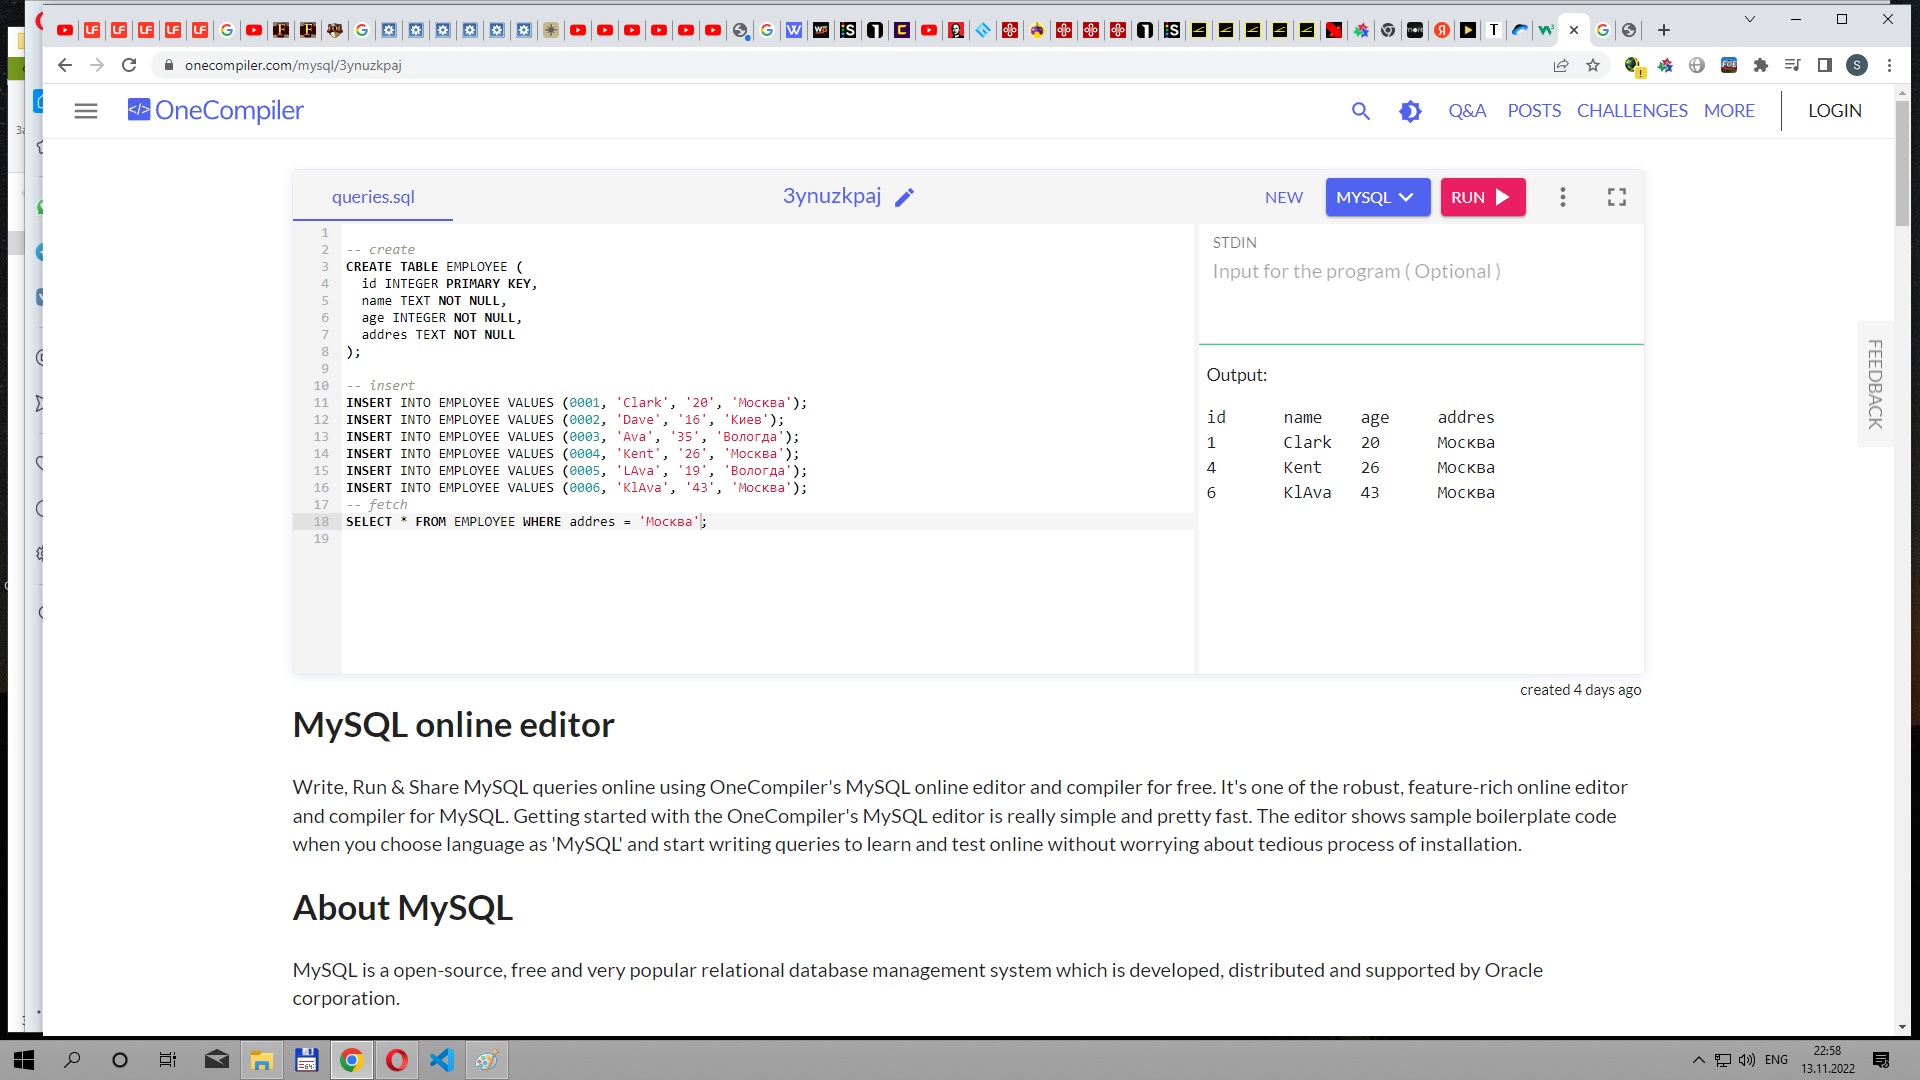 onecompiler.com/mysql/3ynuzkpaj
S
</> OneCompiler
Q&A POSTS CHALLENGES MORE LOGIN
queries.sql
3ynuzkpaj
NEW MYSQL RUN
1
2 -- create
3 CREATE TABLE EMPLOYEE (
4 id INTEGER PRIMARY KEY,
5 name TEXT NOT NULL,
6 age INTEGER NOT NULL,
7 addres TEXT NOT NULL
8 );
9
10 -- insert
11 INSERT INTO EMPLOYEE VALUES (0001, 'Clark', '20', 'Москва');
12 INSERT INTO EMPLOYEE VALUES (0002, 'Dave', '16', 'Киев');
13 INSERT INTO EMPLOYEE VALUES (0003, 'Ava', '35', 'Вологда');
14 INSERT INTO EMPLOYEE VALUES (0004, 'Kent', '26', 'Москва');
15 INSERT INTO EMPLOYEE VALUES (0005, 'LAva', '19', 'Вологда');
16 INSERT INTO EMPLOYEE VALUES (0006, 'KlAva', '43', 'Москва');
17 -- fetch
18 SELECT * FROM EMPLOYEE WHERE addres = 'Москва';
19
STDIN
Input for the program ( Optional )
Output:
id name age addres
1 Clark 20 Москва
4 Kent 26 Москва
6 KlAva 43 Москва
FEEDBACK
created 4 days ago
MySQL online editor
Write, Run & Share MySQL queries online using OneCompiler's MySQL online editor and compiler for free. It's one of the robust, feature-rich online editor
and compiler for MySQL. Getting started with the OneCompiler's MySQL editor is really simple and pretty fast. The editor shows sample boilerplate code
when you choose language as 'MySQL' and start writing queries to learn and test online without worrying about tedious process of installation.
About MySQL
MySQL is a open-source, free and very popular relational database management system which is developed, distributed and supported by Oracle
corporation.
ENG
22:58
13.11.2022